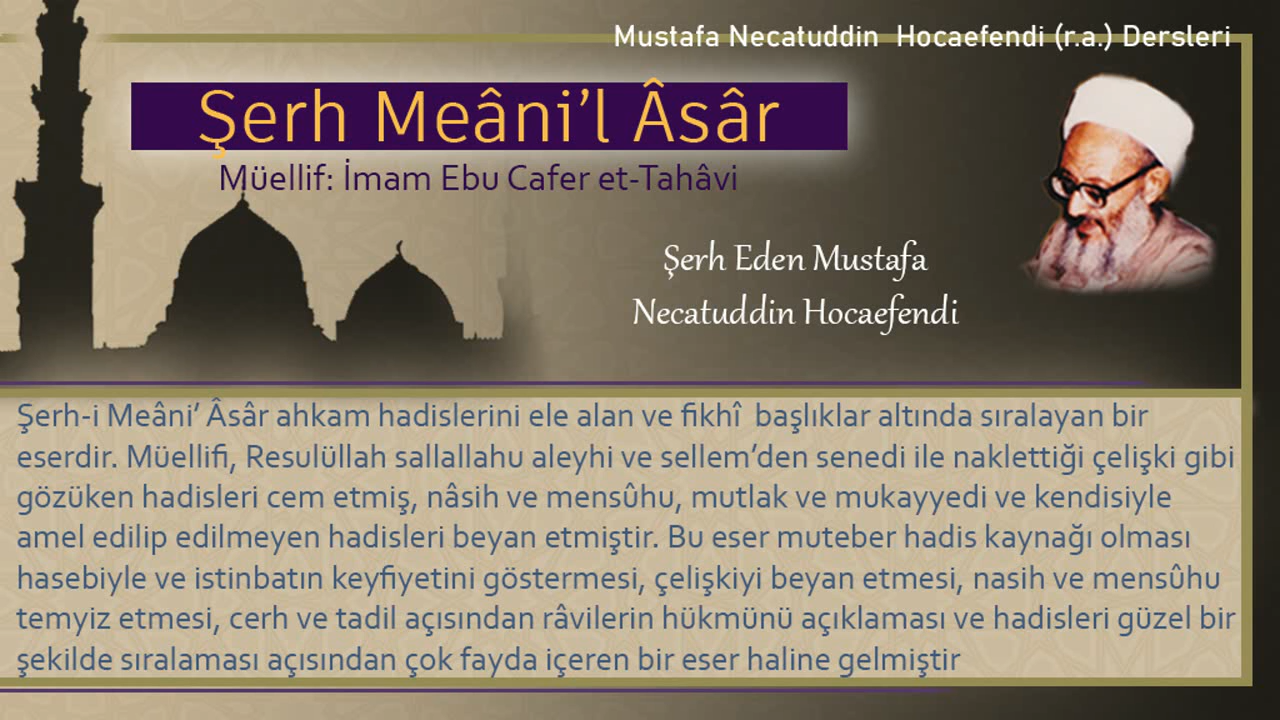 Mustafa Necatuddin Hocaefendi (r.a.) Dersleri
Şerh Meâni’l Âsâr
Müellif: İmam Ebu Cafer et-Tahâvi
Şerh Eden Mustafa
Necatuddin Hocaefendi
Şerh-i Meâni’ Âsâr ahkam hadislerini ele alan ve fikhî başlıklar altında sıralayan bir
eserdir. Müellifi, Resulüllah sallallahu aleyhi ve sellem’den senedi ile naklettiği çelişki gibi
gözüken hadisleri cem etmiş, nâsih ve mensûhu, mutlak ve mukayyedi ve kendisiyle
amel edilip edilmeyen hadisleri beyan etmiştir. Bu eser muteber hadis kaynağı olması
hasebiyle ve istinbatın keyfiyetini göstermesi, çelişkiyi beyan etmesi, nasih ve mensûhu
temyiz etmesi, cerh ve tadil açısından râvilerin hükmünü açıklaması ve hadisleri güzel bir
şekilde sıralaması açısından çok fayda içeren bir eser haline gelmiştir